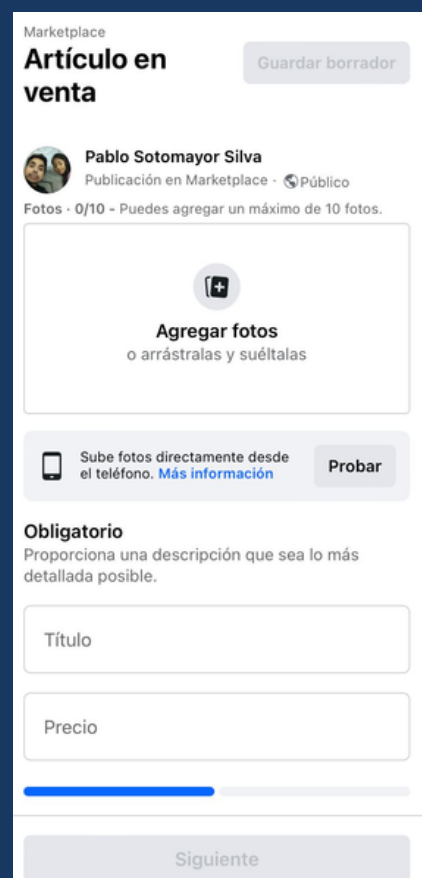 Marketplace
Artículo en
venta
Guardar borrador
Pablo Sotomayor Silva
Publicación en Marketplace · Público
Fotos · 0/10 - Puedes agregar un máximo de 10 fotos.
Agregar fotos
o arrástralas y suéltalas
Sube fotos directamente desde
el teléfono. Más información
Probar
Obligatorio
Proporciona una descripción que sea lo más
detallada posible.
Título
Precio
Siguiente